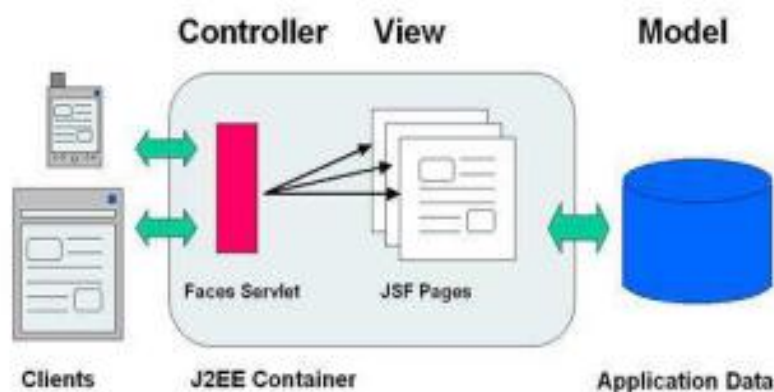 Controller View Model
Faces Servlet JSF Pages
Clients J2EE Container Application Data